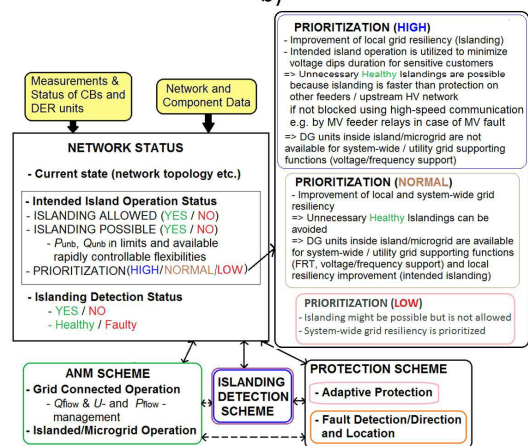 b)
Measurements &
Status of CBs and
DER units
Network and
Component Data
NETWORK STATUS
- Current state (network topology etc.)
- Intended Island Operation Status
- ISLANDING ALLOWED (YES / NO)
- ISLANDING POSSIBLE (YES / NO)
- Punb, Qunb in limits and available
rapidly controllable flexibilities
- PRIORITIZATION (HIGH/NORMAL/LOW)
- Islanding Detection Status
- YES / NO
- Healthy / Faulty
PRIORITIZATION (HIGH)
- Improvement of local grid resiliency (Islanding)
- Intended island operation is utilized to minimize
voltage dips duration for sensitive customers
=> Unnecessary Healthy Islandings are possible
because islanding is faster than protection on
other feeders / upstream HV network
if not blocked using high-speed communication
e.g. by MV feeder relays in case of MV fault
=> DG units inside island/microgrid are not
available for system-wide / utility grid supporting
functions (voltage/frequency support)
PRIORITIZATION (NORMAL)
- Improvement of local and system-wide grid
resiliency
=> Unnecessary Healthy Islandings can be
avoided
=> DG units inside island/microgrid are available
for system-wide / utility grid supporting functions
(FRT, voltage/frequency support) and local
resiliency improvement (intended islanding)
PRIORITIZATION (LOW)
- Islanding might be possible but is not allowed
- System-wide grid resiliency is prioritized
ANM SCHEME
- Grid Connected Operation
- Qflow & U- and Pflow -
management
- Islanded/Microgrid Operation
ISLANDING
DETECTION
SCHEME
PROTECTION SCHEME
- Adaptive Protection
- Fault Detection/Direction
and Location